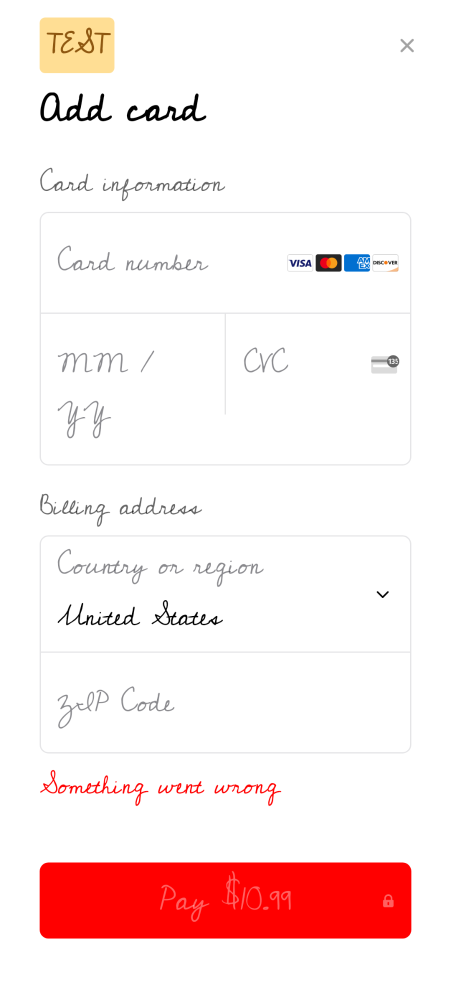 TEST
Add card
Card information
Card number VISA AMEX DISCOVER
MM / YY
CVC 135
Billing address
Country or region
United States
ZIP Code
Something went wrong
Pay $10.99